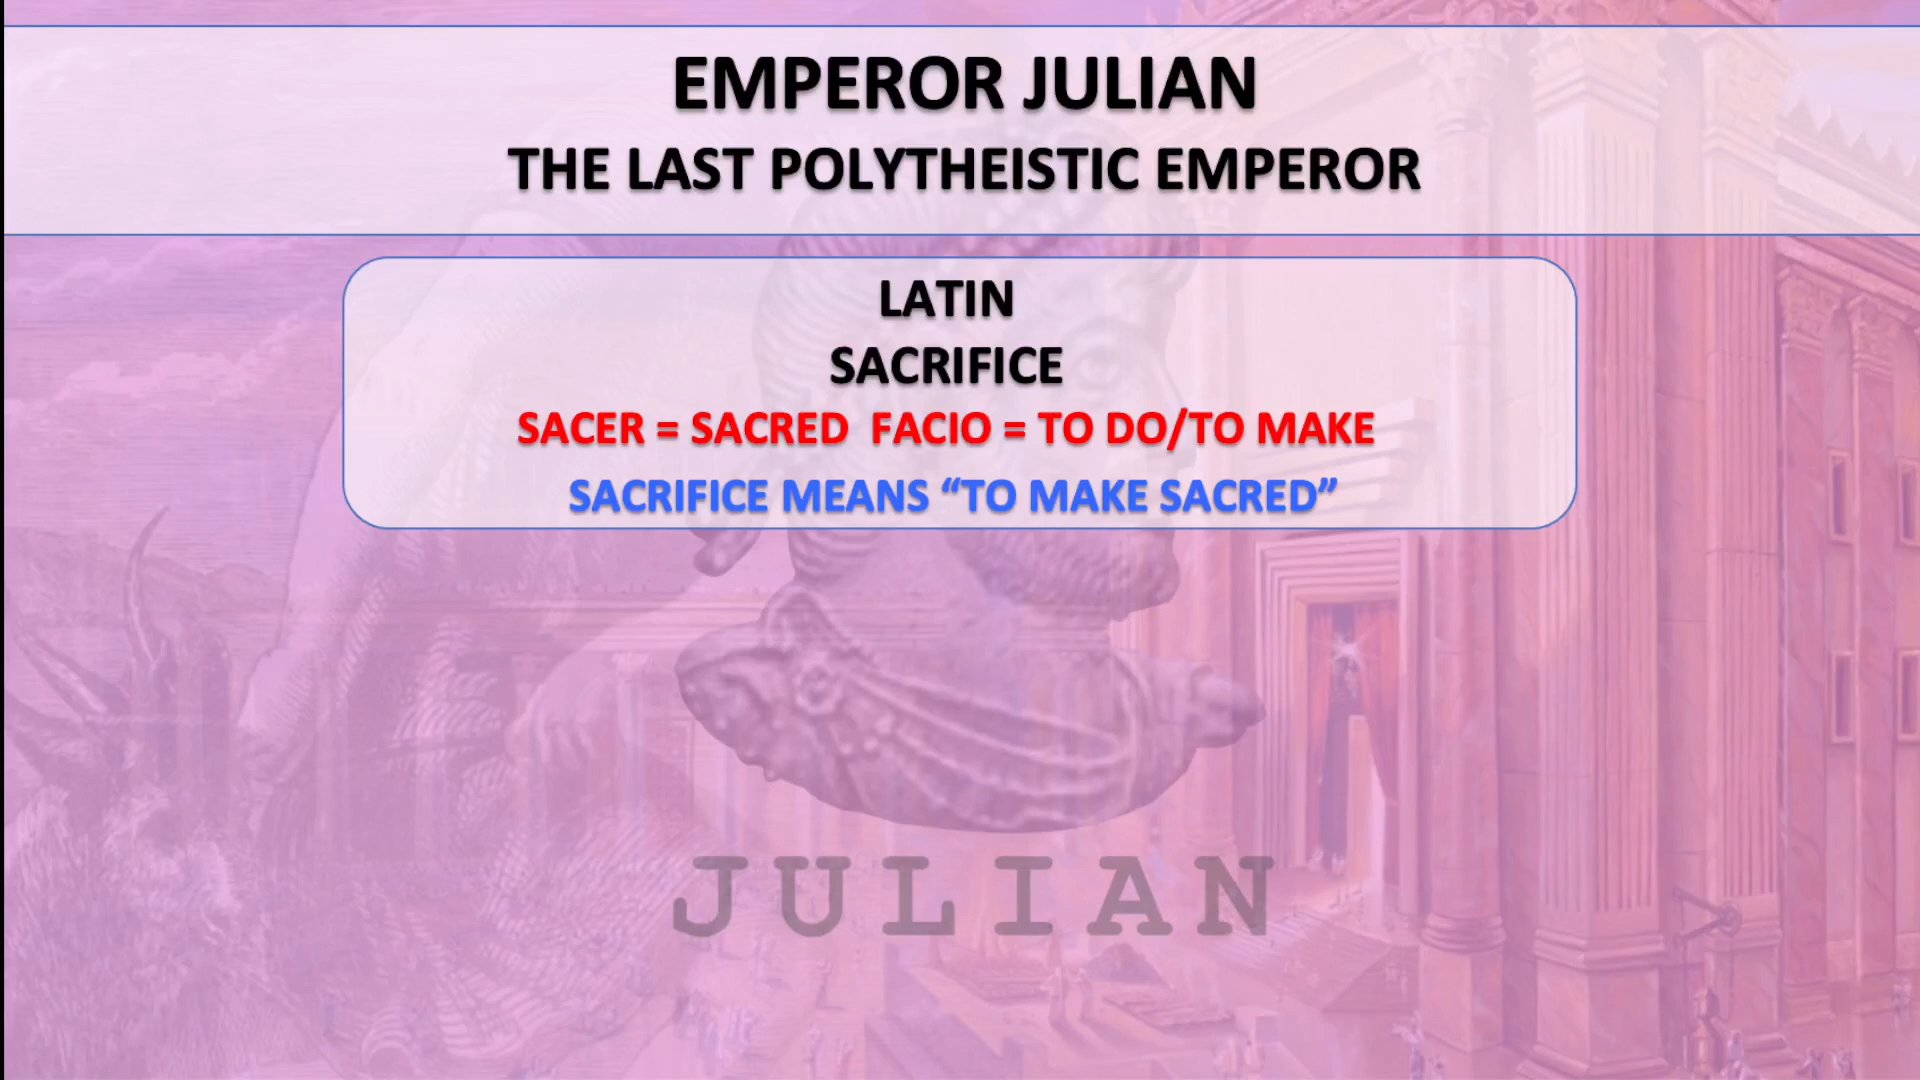 EMPEROR JULIAN
THE LAST POLYTHEISTIC EMPEROR
LATIN
SACRIFICE
SACER = SACRED  FACIO = TO DO/TO MAKE
SACRIFICE MEANS “TO MAKE SACRED”
JULIAN